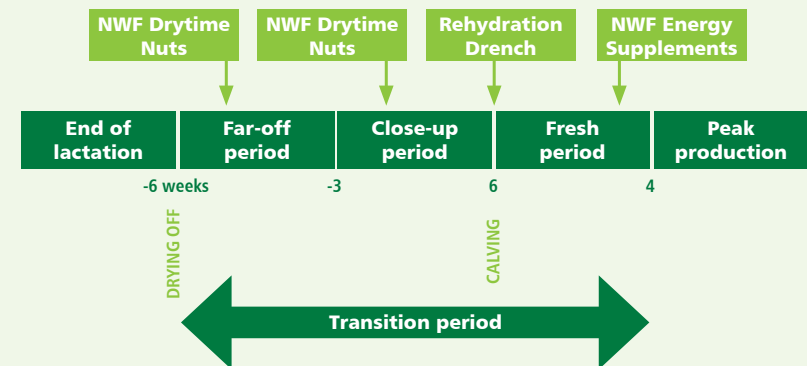 NWF Drytime
Nuts
NWF Drytime
Nuts
Rehydration
Drench
NWF Energy
Supplements
End of
lactation
Far-off
period
Close-up
period
Fresh
period
Peak
production
-6 weeks
-3
6
4
DRYING OFF
CALVING
Transition period